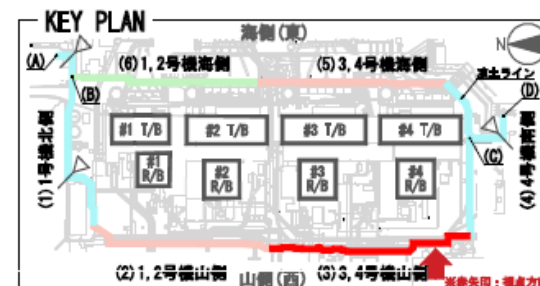 KEY PLAN
海側(東)
N
(A)
(6)1,2号機海側
(5)3,4号機海側
凍土ライン
(B)
(D)
#1 T/B
#2 T/B
#3 T/B
#4 T/B
(1)1号機北側
#1
R/B
#2
R/B
#3
R/B
#4
R/B
(C)
(4)4号機南側
(2)1,2号機山側
山側(西)
(3)3,4号機山側